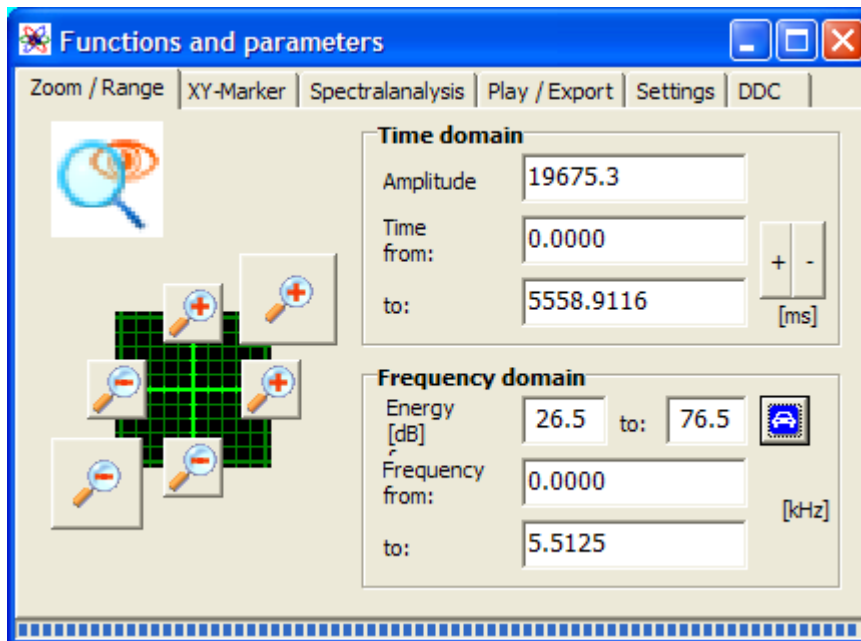 Functions and parameters
Zoom / Range XY-Marker Spectralanalysis Play / Export Settings DDC
Time domain
Amplitude 19675.3
Time
from: 0.0000
+ -
to: 5558.9116
[ms]
Frequency domain
Energy
[dB] 26.5 to: 76.5
Frequency
from: 0.0000
[kHz]
to: 5.5125